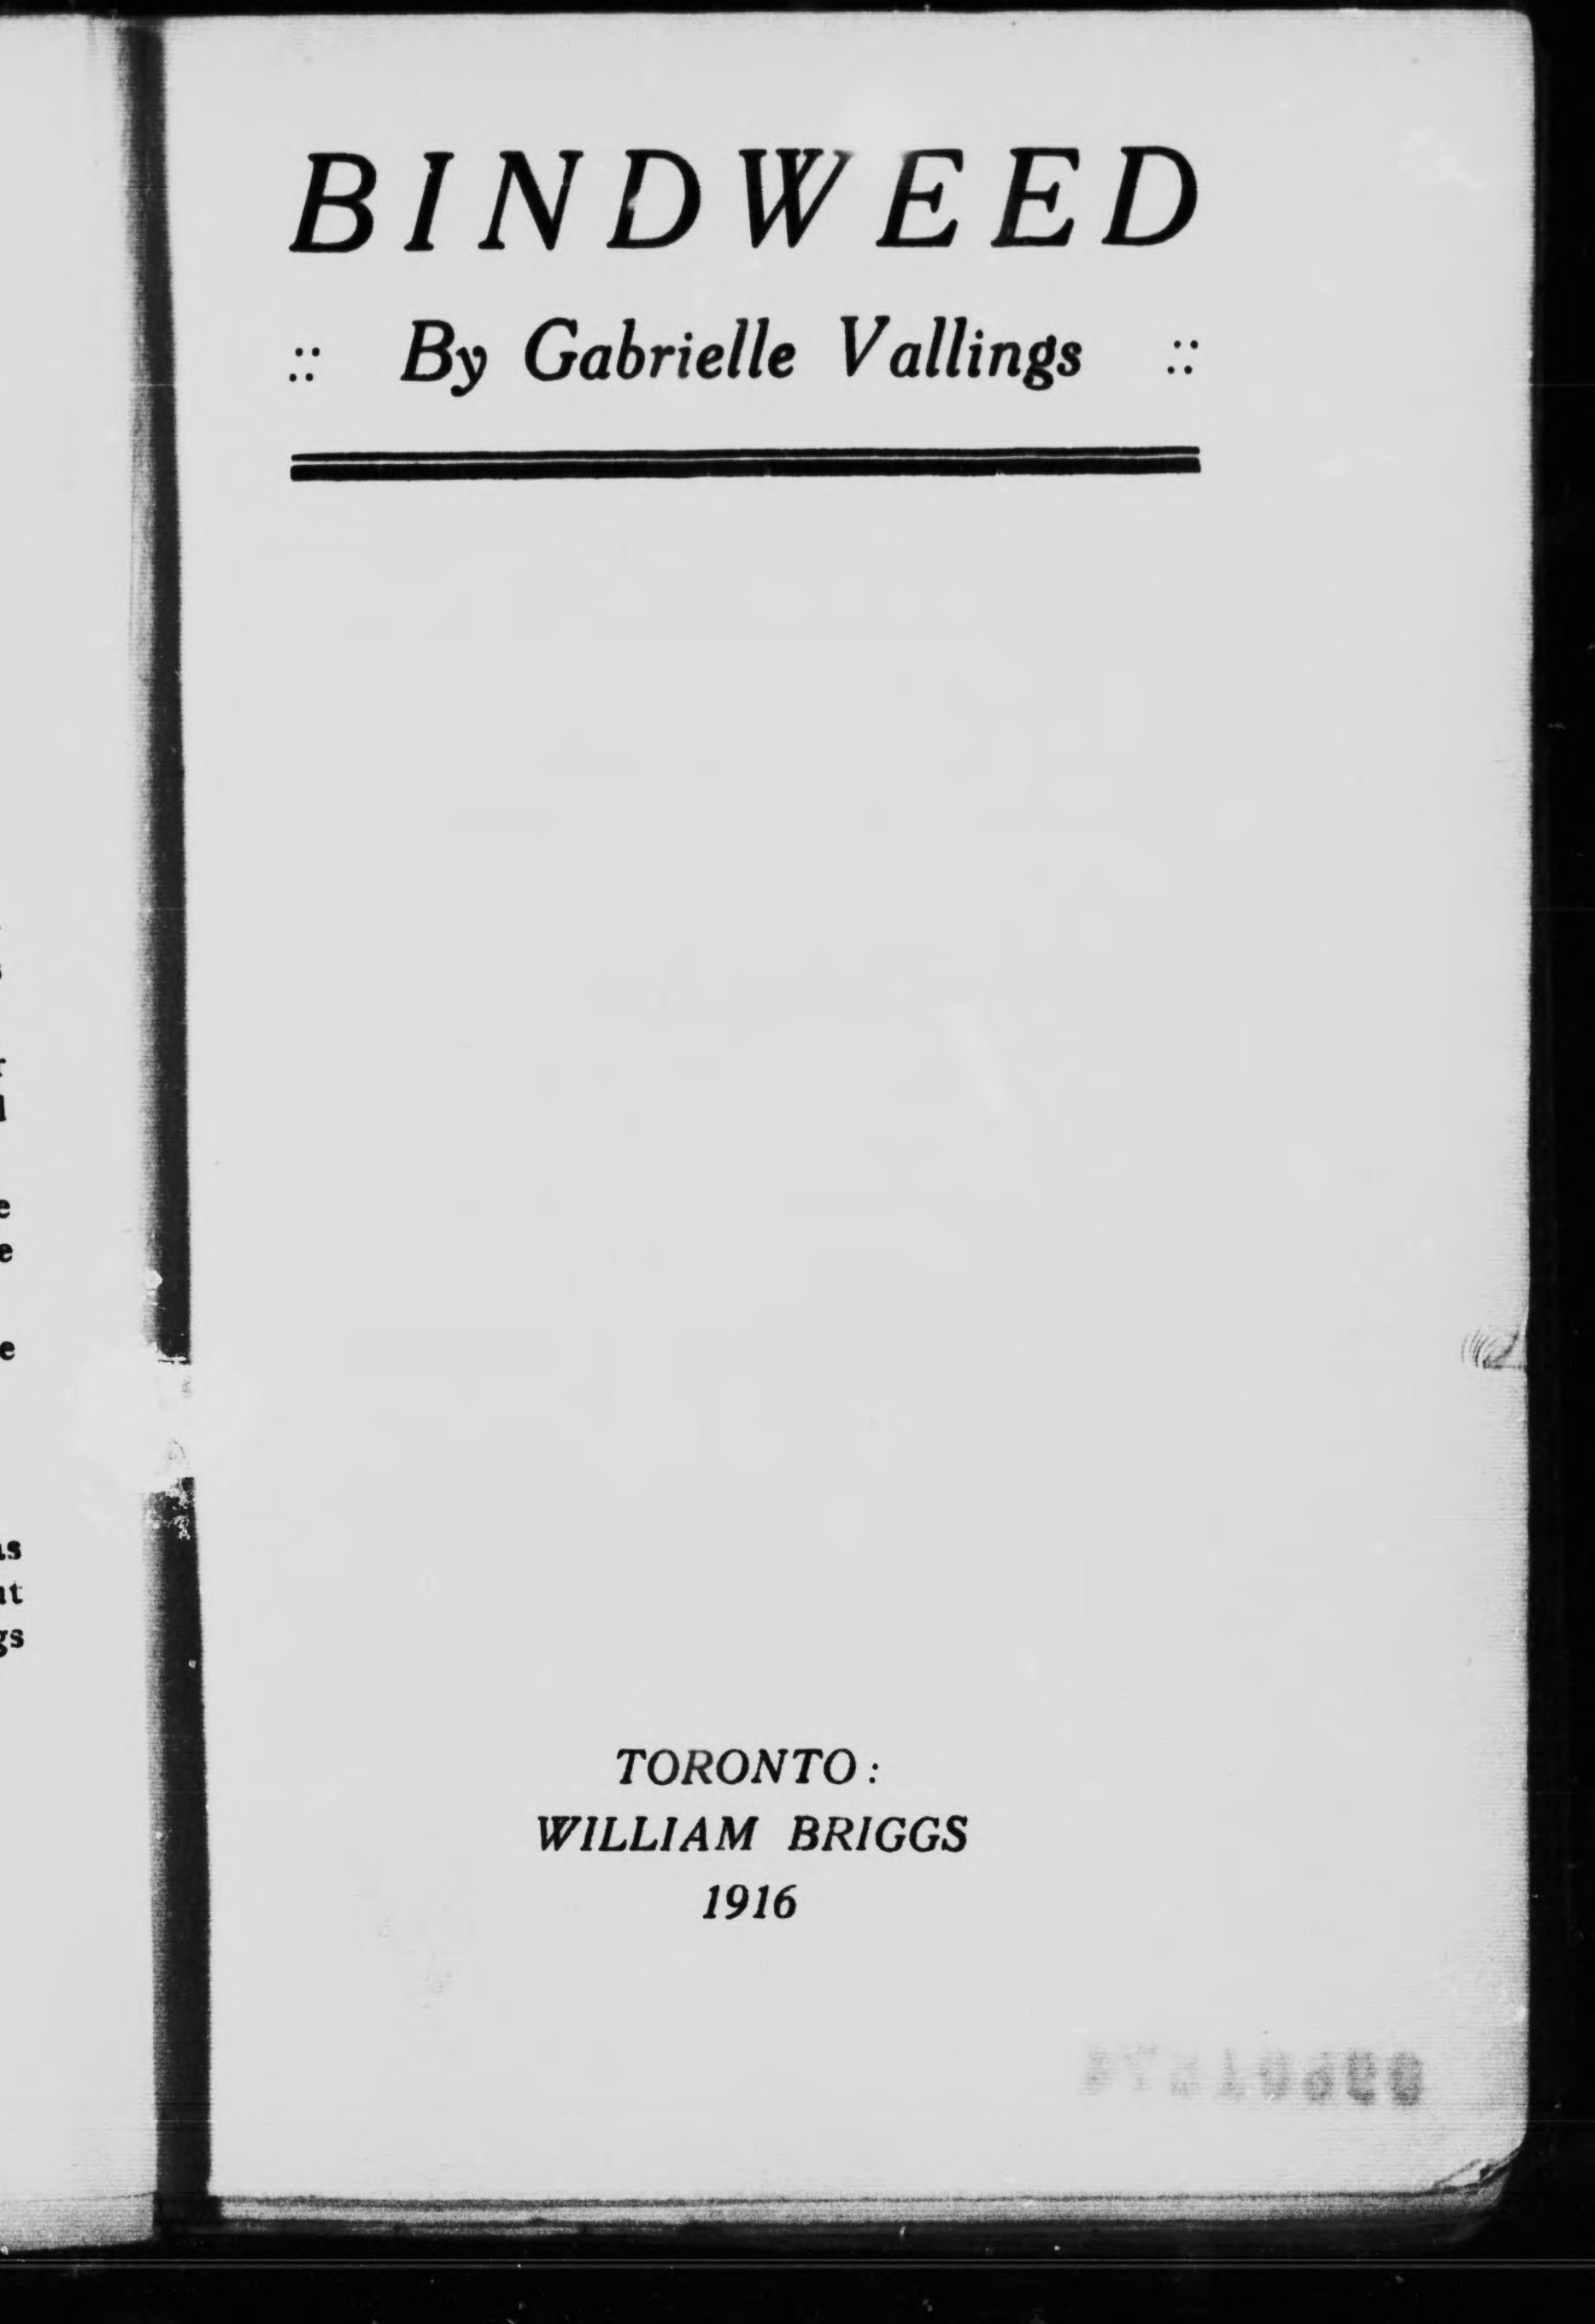 BINDWEED
:: By Gabrielle Vallings ::
TORONTO:
WILLIAM BRIGGS
1916